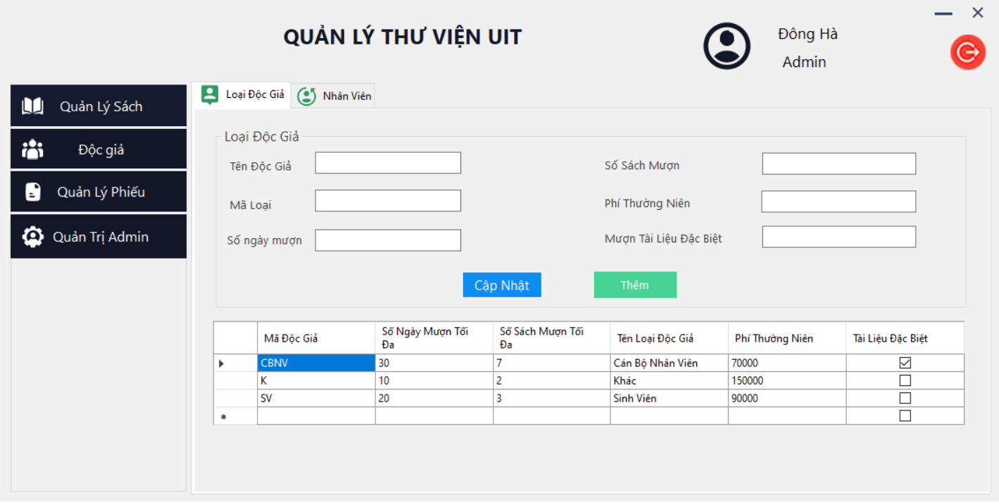 QUẢN LÝ THƯ VIỆN UIT
Đông Hà
Admin
Quản Lý Sách
Độc giả
Quản Lý Phiếu
Quản Trị Admin
Loại Độc Giả
Nhân Viên
Loại Độc Giả
Tên Độc Giả
Số Sách Mượn
Mã Loại
Phí Thường Niên
Số ngày mượn
Mượn Tài Liệu Đặc Biệt
Cập Nhật
Thêm
Mã Độc Giả Số Ngày Mượn Tối Đa Số Sách Mượn Tối Đa Tên Loại Độc Giả Phí Thường Niên Tài Liệu Đặc Biệt
CBNV 30 7 Cán Bộ Nhân Viên 70000
K 10 2 Khác 150000
SV 20 3 Sinh Viên 90000